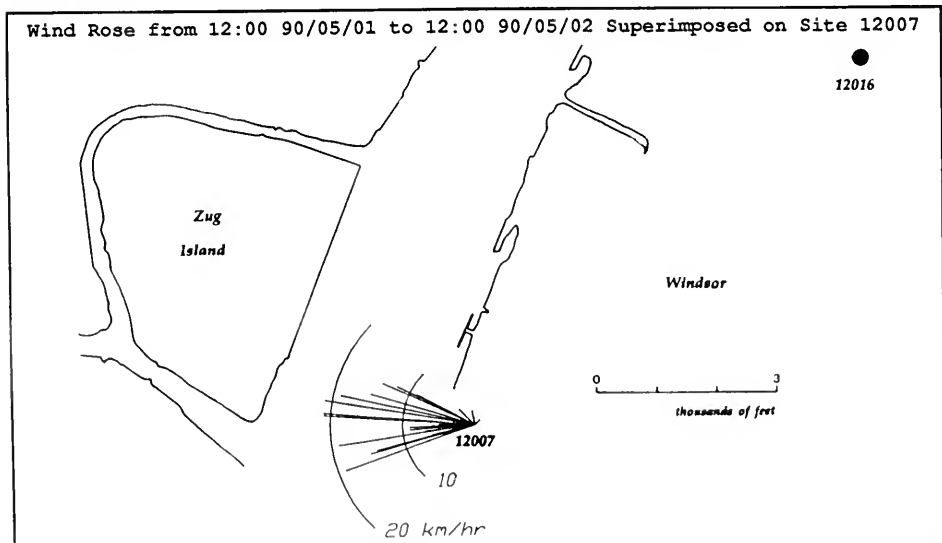 Wind Rose from 12:00 90/05/01 to 12:00 90/05/02 Superimposed on Site 12007
12016
Zug
Island
Windsor
0 3
thousands of feet
12007
10
20 km/hr